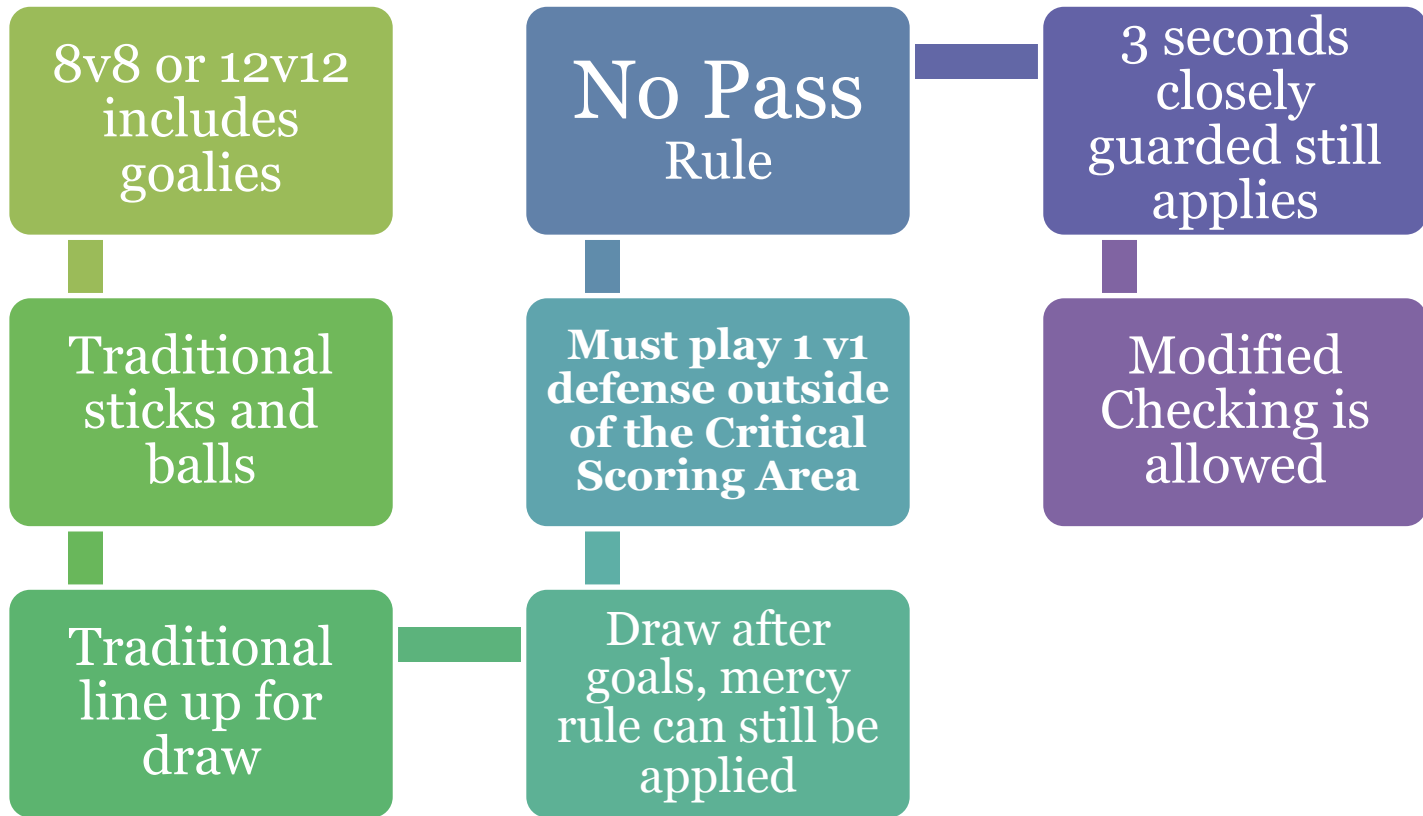 8v8 or 12v12
includes
goalies
Traditional
sticks and
balls
Traditional
line up for
draw
Draw after
goals, mercy
rule can still be
applied
Must play 1 v1
defense outside
of the Critical
Scoring Area
No Pass
Rule
3 seconds
closely
guarded still
applies
Modified
Checking is
allowed